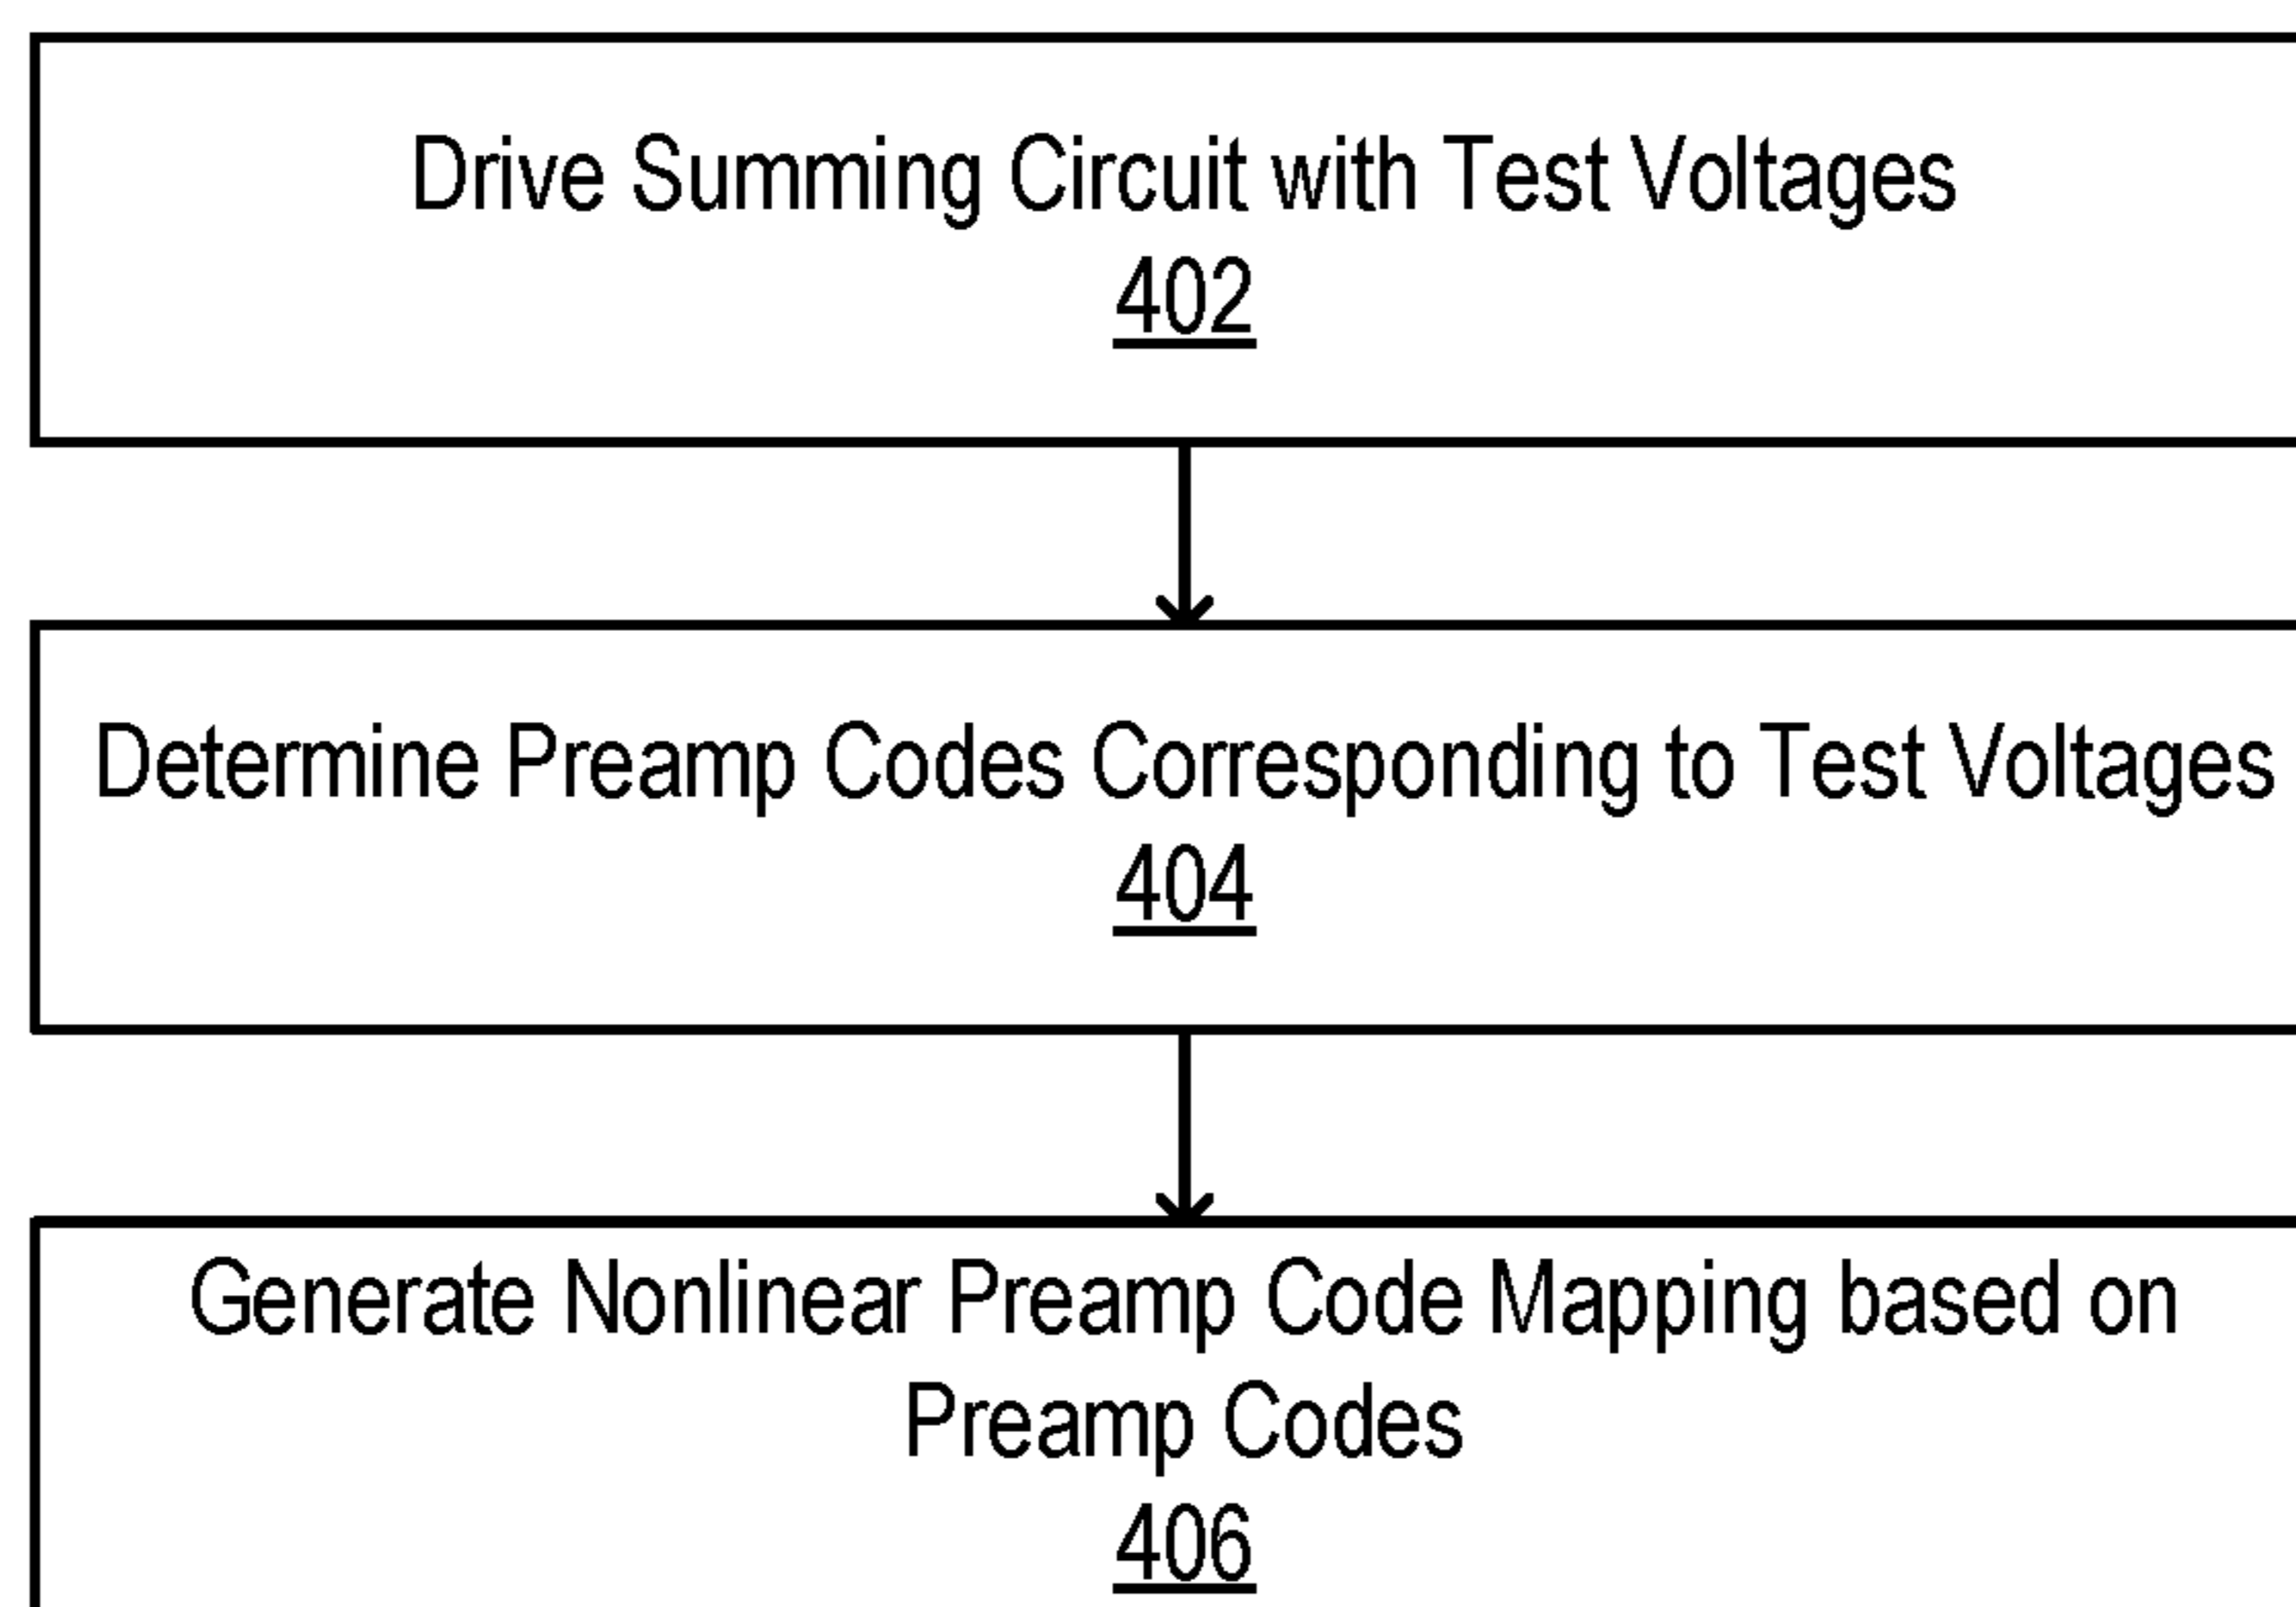 Drive Summing Circuit with Test Voltages
402
Determine Preamp Codes Corresponding to Test Voltages
404
Generate Nonlinear Preamp Code Mapping based on
Preamp Codes
406